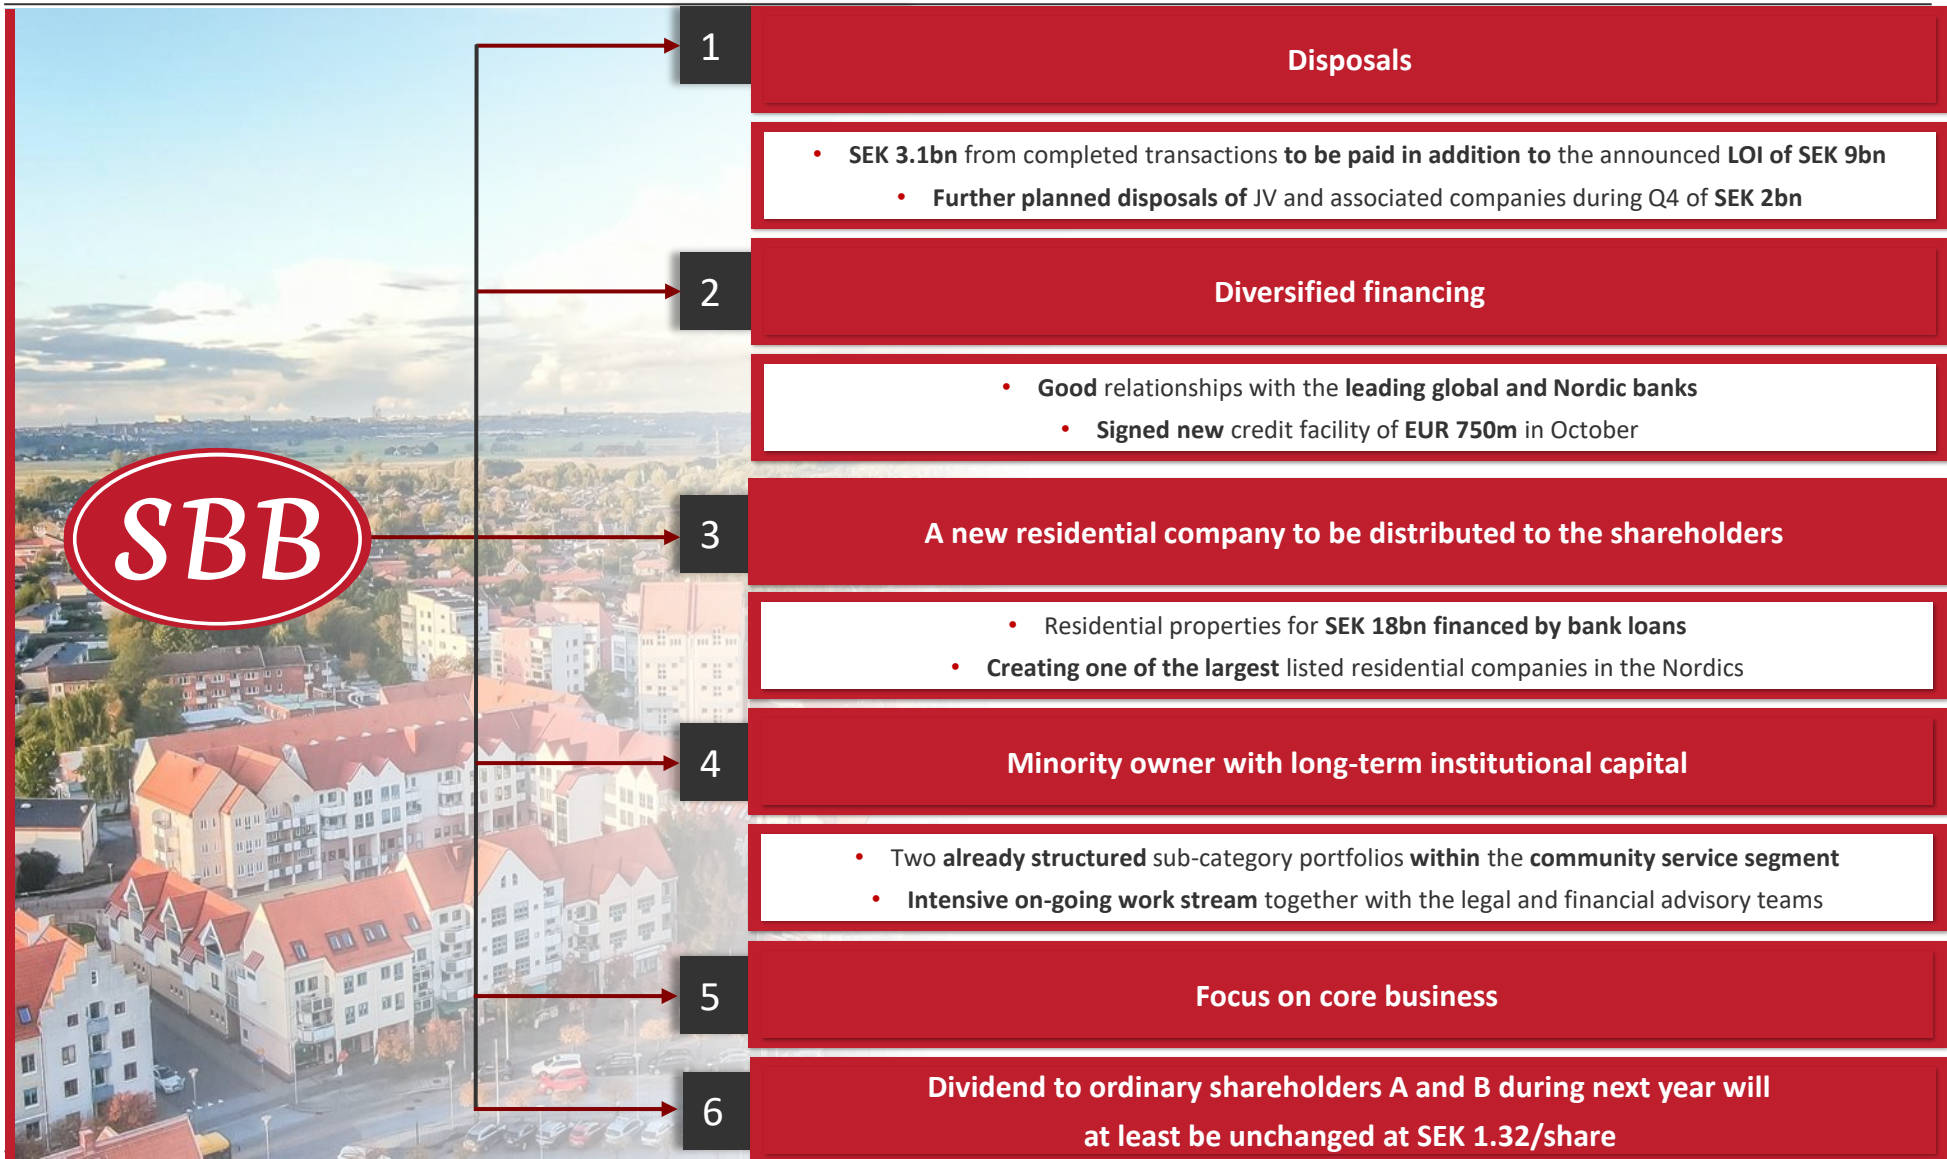 1
Disposals
• SEK 3.1bn from completed transactions to be paid in addition to the announced LOI of SEK 9bn
• Further planned disposals of JV and associated companies during Q4 of SEK 2bn
2
Diversified financing
• Good relationships with the leading global and Nordic banks
• Signed new credit facility of EUR 750m in October
SBB
3
A new residential company to be distributed to the shareholders
• Residential properties for SEK 18bn financed by bank loans
• Creating one of the largest listed residential companies in the Nordics
4
Minority owner with long-term institutional capital
• Two already structured sub-category portfolios within the community service segment
• Intensive on-going work stream together with the legal and financial advisory teams
5
Focus on core business
6
Dividend to ordinary shareholders A and B during next year will
at least be unchanged at SEK 1.32/share